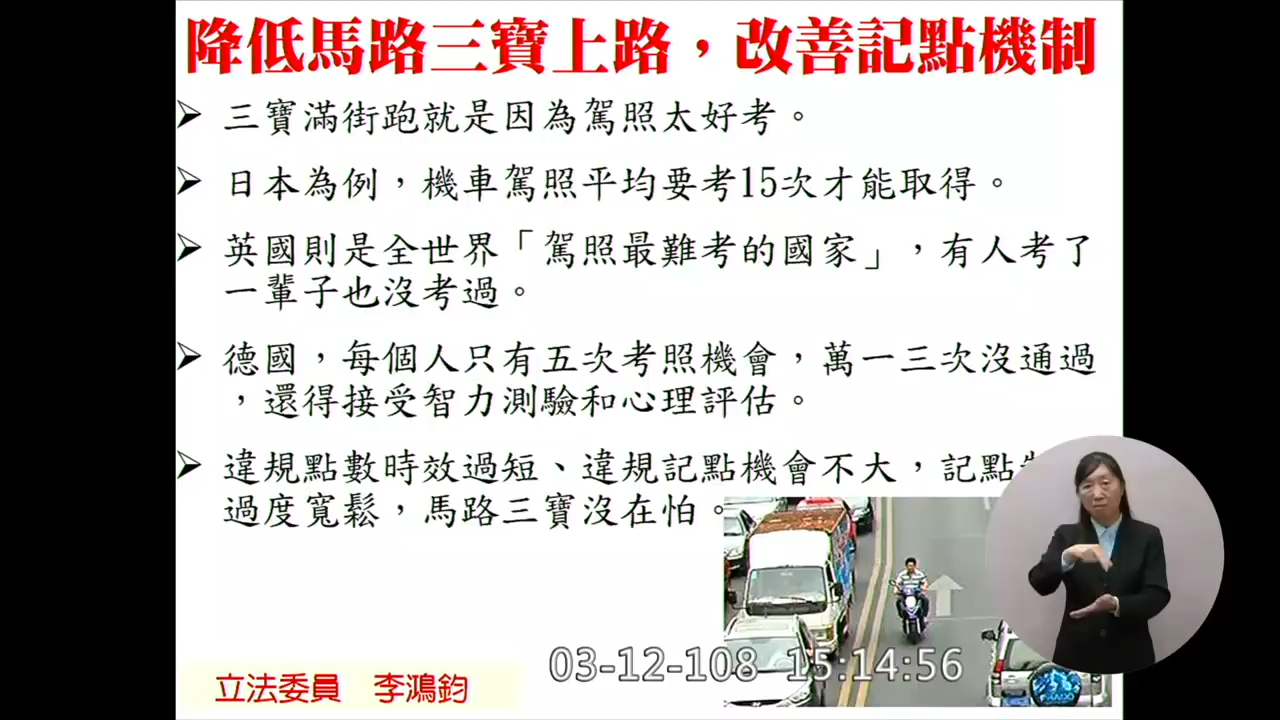 降低馬路三寶上路，改善記點機制
三寶滿街跑就是因為駕照太好考。
日本為例，機車駕照平均要考15次才能取得。
英國則是全世界「駕照最難考的國家」，有人考了
一輩子也沒考過。
德國，每個人只有五次考照機會，萬一三次沒通過
，還得接受智力測驗和心理評估。
違規點數時效過短、違規記點機會不大，記點
過度寬鬆，馬路三寶沒在怕。
03-12-108 15:14:56
立法委員 李鴻鈞